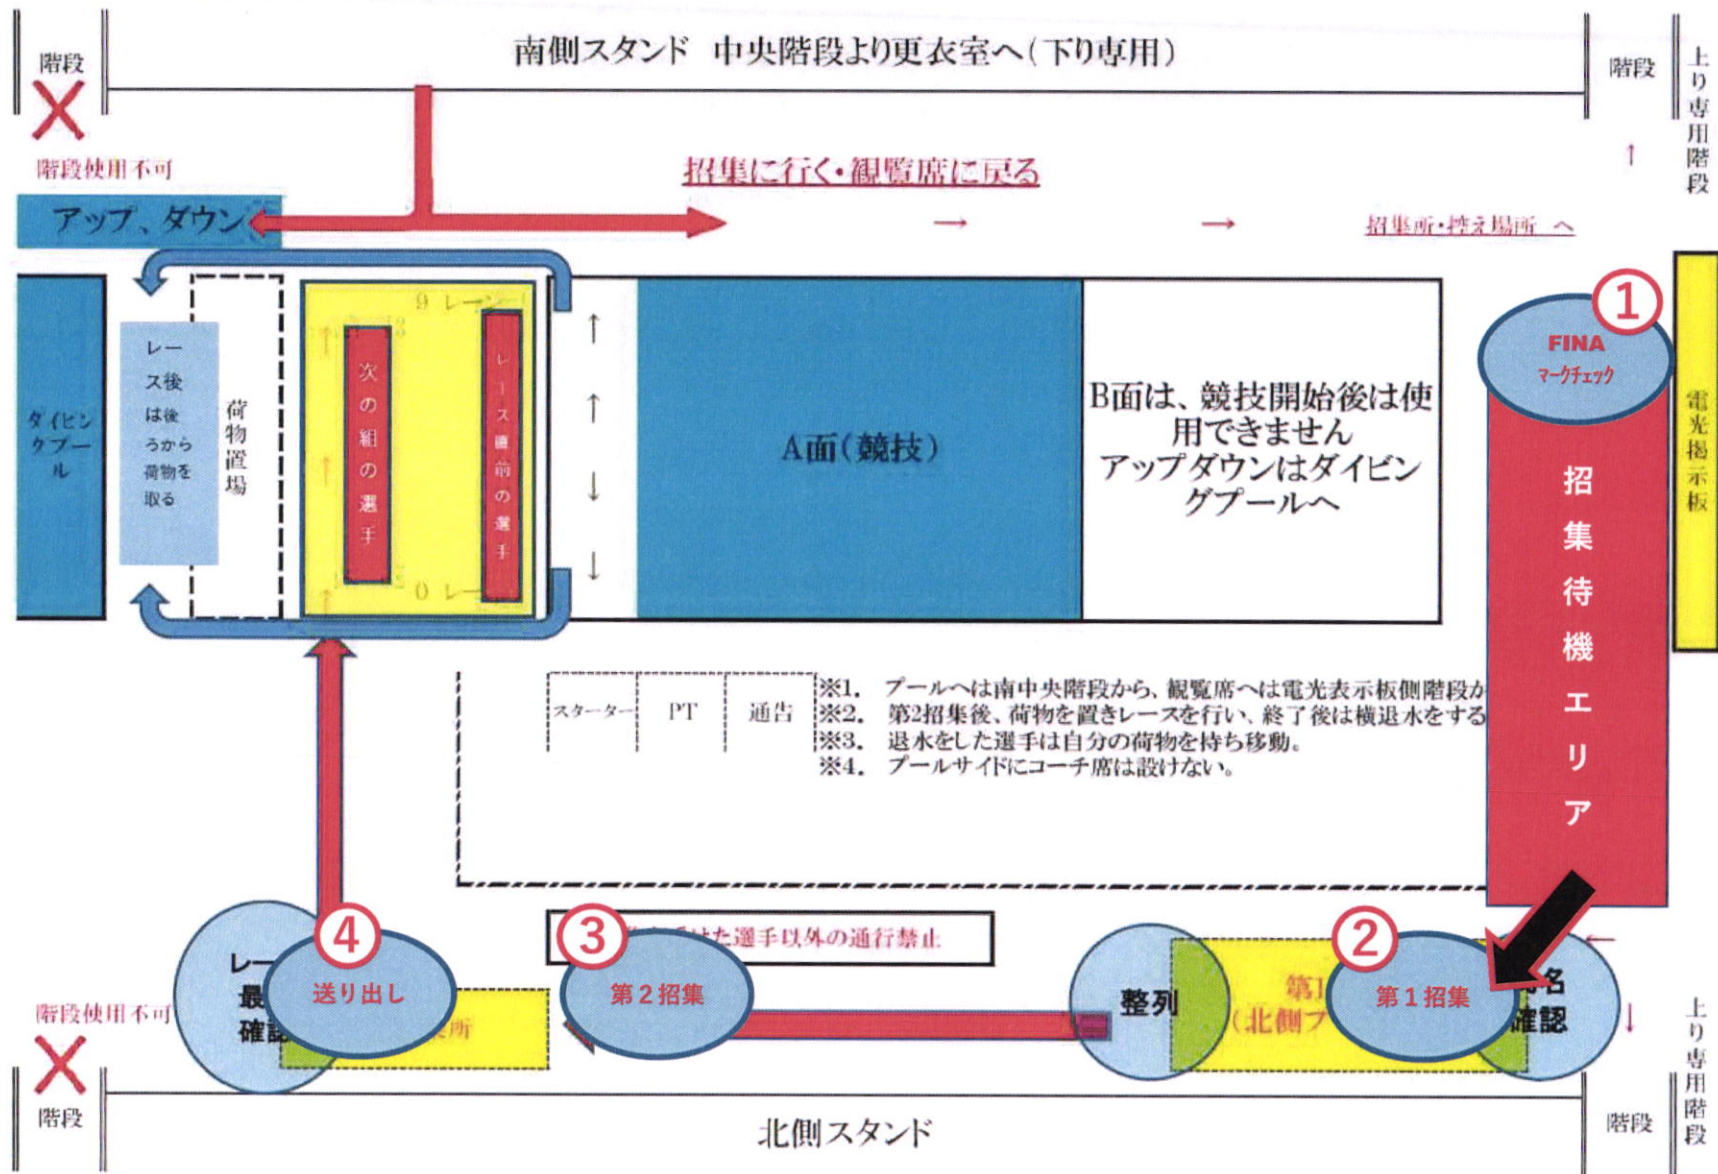 南側スタンド 中央階段より更衣室へ(下り専用)
階段
階段
上り専用階段
階段使用不可
招集に行く・観覧席に戻る
↑
アップ、ダウン
→
→
招集所・控え場所 へ
①
FINA
マークチェック
電光掲示板
招集待機エリア
ダイビン
グプー
ル
レー
ス後
は後
ろから
荷物を
取る
荷物置場
9 レーン
次の組の選手
レース直前の選手
0 レー
↑
↑
↓
↓
A面(競技)
B面は、競技開始後は使
用できません
アップダウンはダイビン
グプールへ
スターター
PT
通告
※1. プールへは南中央階段から、観覧席へは電光表示板側階段か
※2. 第2招集後、荷物を置きレースを行い、終了後は横退水をする
※3. 退水をした選手は自分の荷物を持ち移動。
※4. プールサイドにコーチ席は設けない。
④
送り出し
レー
最
確認
所
③
第2招集
た選手以外の通行禁止
整列
②
第1招集
第1
(北側プ
名
確認
←
↓
階段使用不可
階段
北側スタンド
階段
上り専用階段